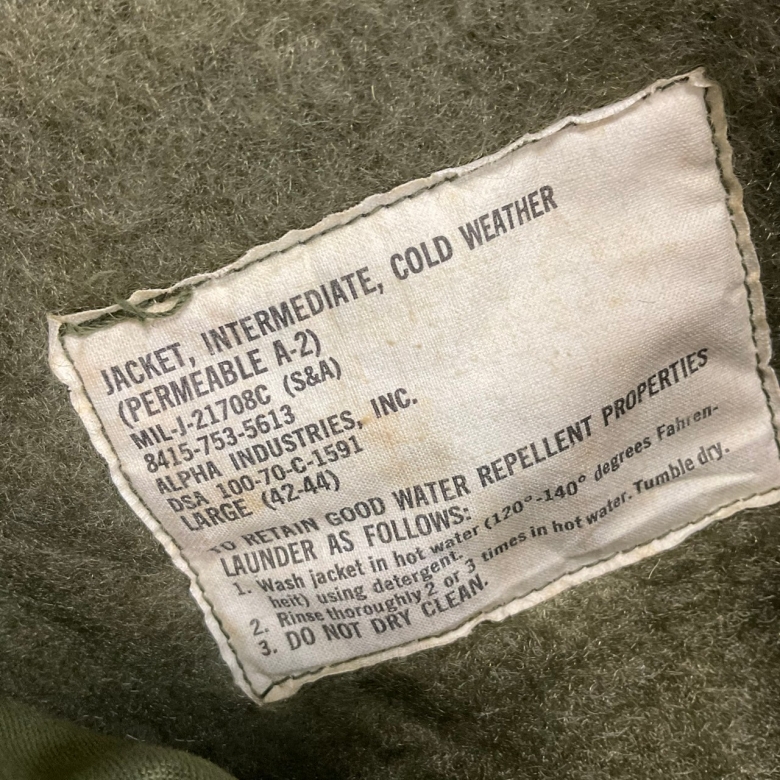 JACKET, INTERMEDIATE, COLD WEATHER
(PERMEABLE A-2)
MIL-J-21708C (S&A)
8415-753-5613
ALPHA INDUSTRIES, INC.
DSA 100-70-C-1591
LARGE (42-44)
TO RETAIN GOOD WATER REPELLENT PROPERTIES
LAUNDER AS FOLLOWS:
1. Wash jacket in hot water (120°-140° degrees Fahren-
heit) using detergent.
2. Rinse thoroughly 2 or 3 times in hot water. Tumble dry.
3. DO NOT DRY CLEAN.